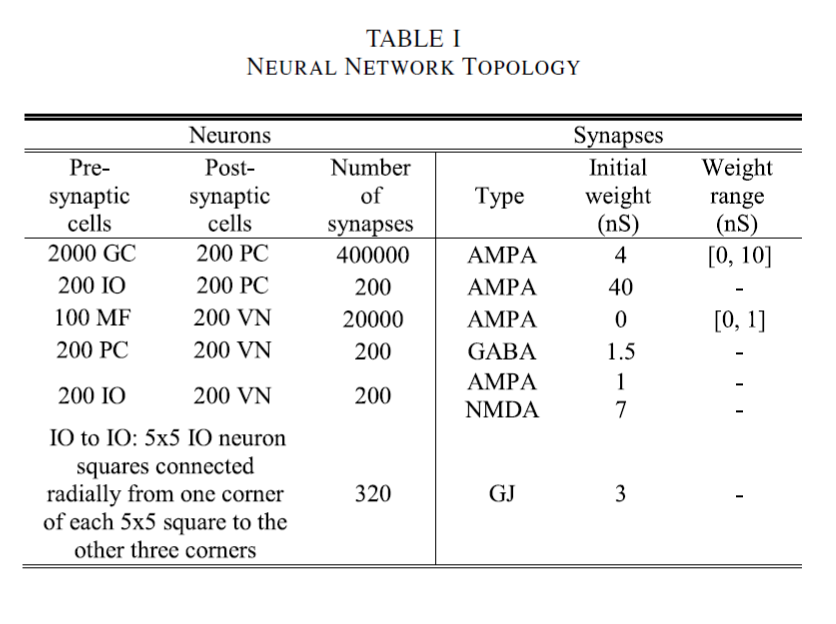 TABLE I
NEURAL NETWORK TOPOLOGY
Neurons Synapses
Pre-synaptic cells Post-synaptic cells Number of synapses Type Initial weight (nS) Weight range (nS)
2000 GC 200 PC 400000 AMPA 4 [0, 10]
200 IO 200 PC 200 AMPA 40 -
100 MF 200 VN 20000 AMPA 0 [0, 1]
200 PC 200 VN 200 GABA 1.5 -
200 IO 200 VN 200 AMPA 1 -
NMDA 7 -
IO to IO: 5x5 IO neuron
squares connected
radially from one corner 320 GJ 3 -
of each 5x5 square to the
other three corners